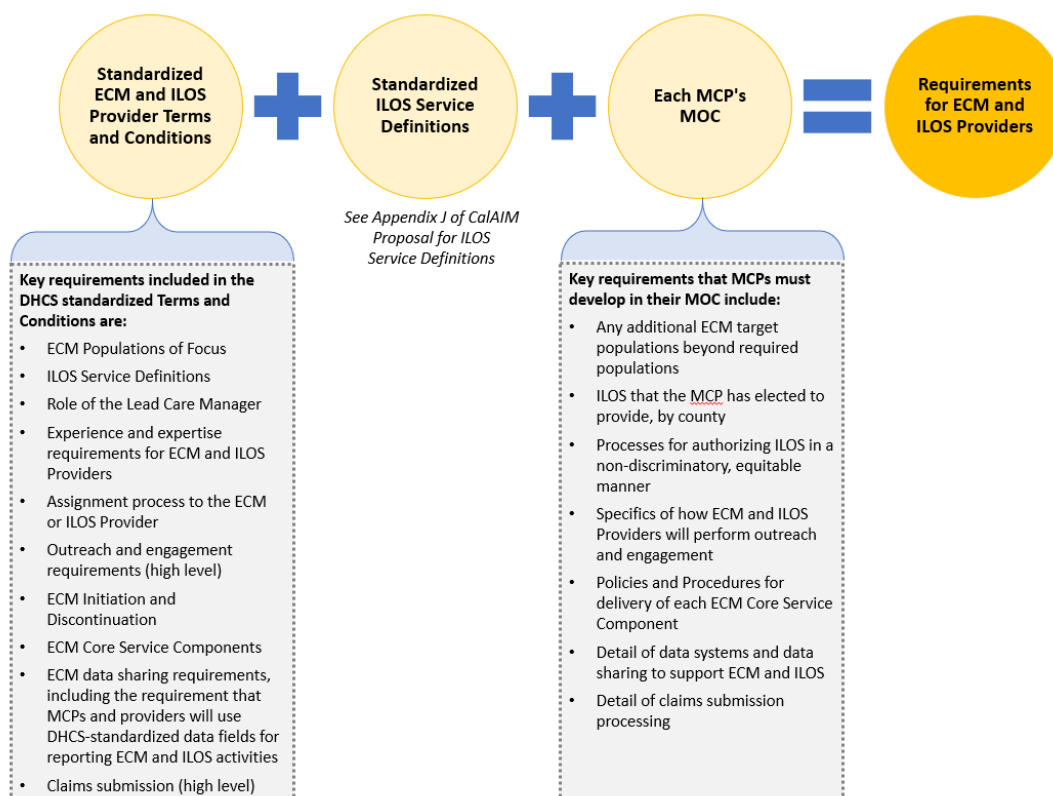 Standardized
ECM and ILOS
Provider Terms
and Conditions
Standardized
ILOS Service
Definitions
Each MCP's
MOC
Requirements
for ECM and
ILOS Providers
See Appendix J of CalAIM
Proposal for ILOS
Service Definitions
Key requirements included in the
DHCS standardized Terms and
Conditions are:
• ECM Populations of Focus
• ILOS Service Definitions
• Role of the Lead Care Manager
• Experience and expertise
requirements for ECM and ILOS
Providers
• Assignment process to the ECM
or ILOS Provider
• Outreach and engagement
requirements (high level)
• ECM Initiation and
Discontinuation
• ECM Core Service Components
• ECM data sharing requirements,
including the requirement that
MCPs and providers will use
DHCS-standardized data fields for
reporting ECM and ILOS activities
• Claims submission (high level)
Key requirements that MCPs must
develop in their MOC include:
• Any additional ECM target
populations beyond required
populations
• ILOS that the MCP has elected to
provide, by county
• Processes for authorizing ILOS in a
non-discriminatory, equitable
manner
• Specifics of how ECM and ILOS
Providers will perform outreach
and engagement
• Policies and Procedures for
delivery of each ECM Core Service
Component
• Detail of data systems and data
sharing to support ECM and ILOS
• Detail of claims submission
processing